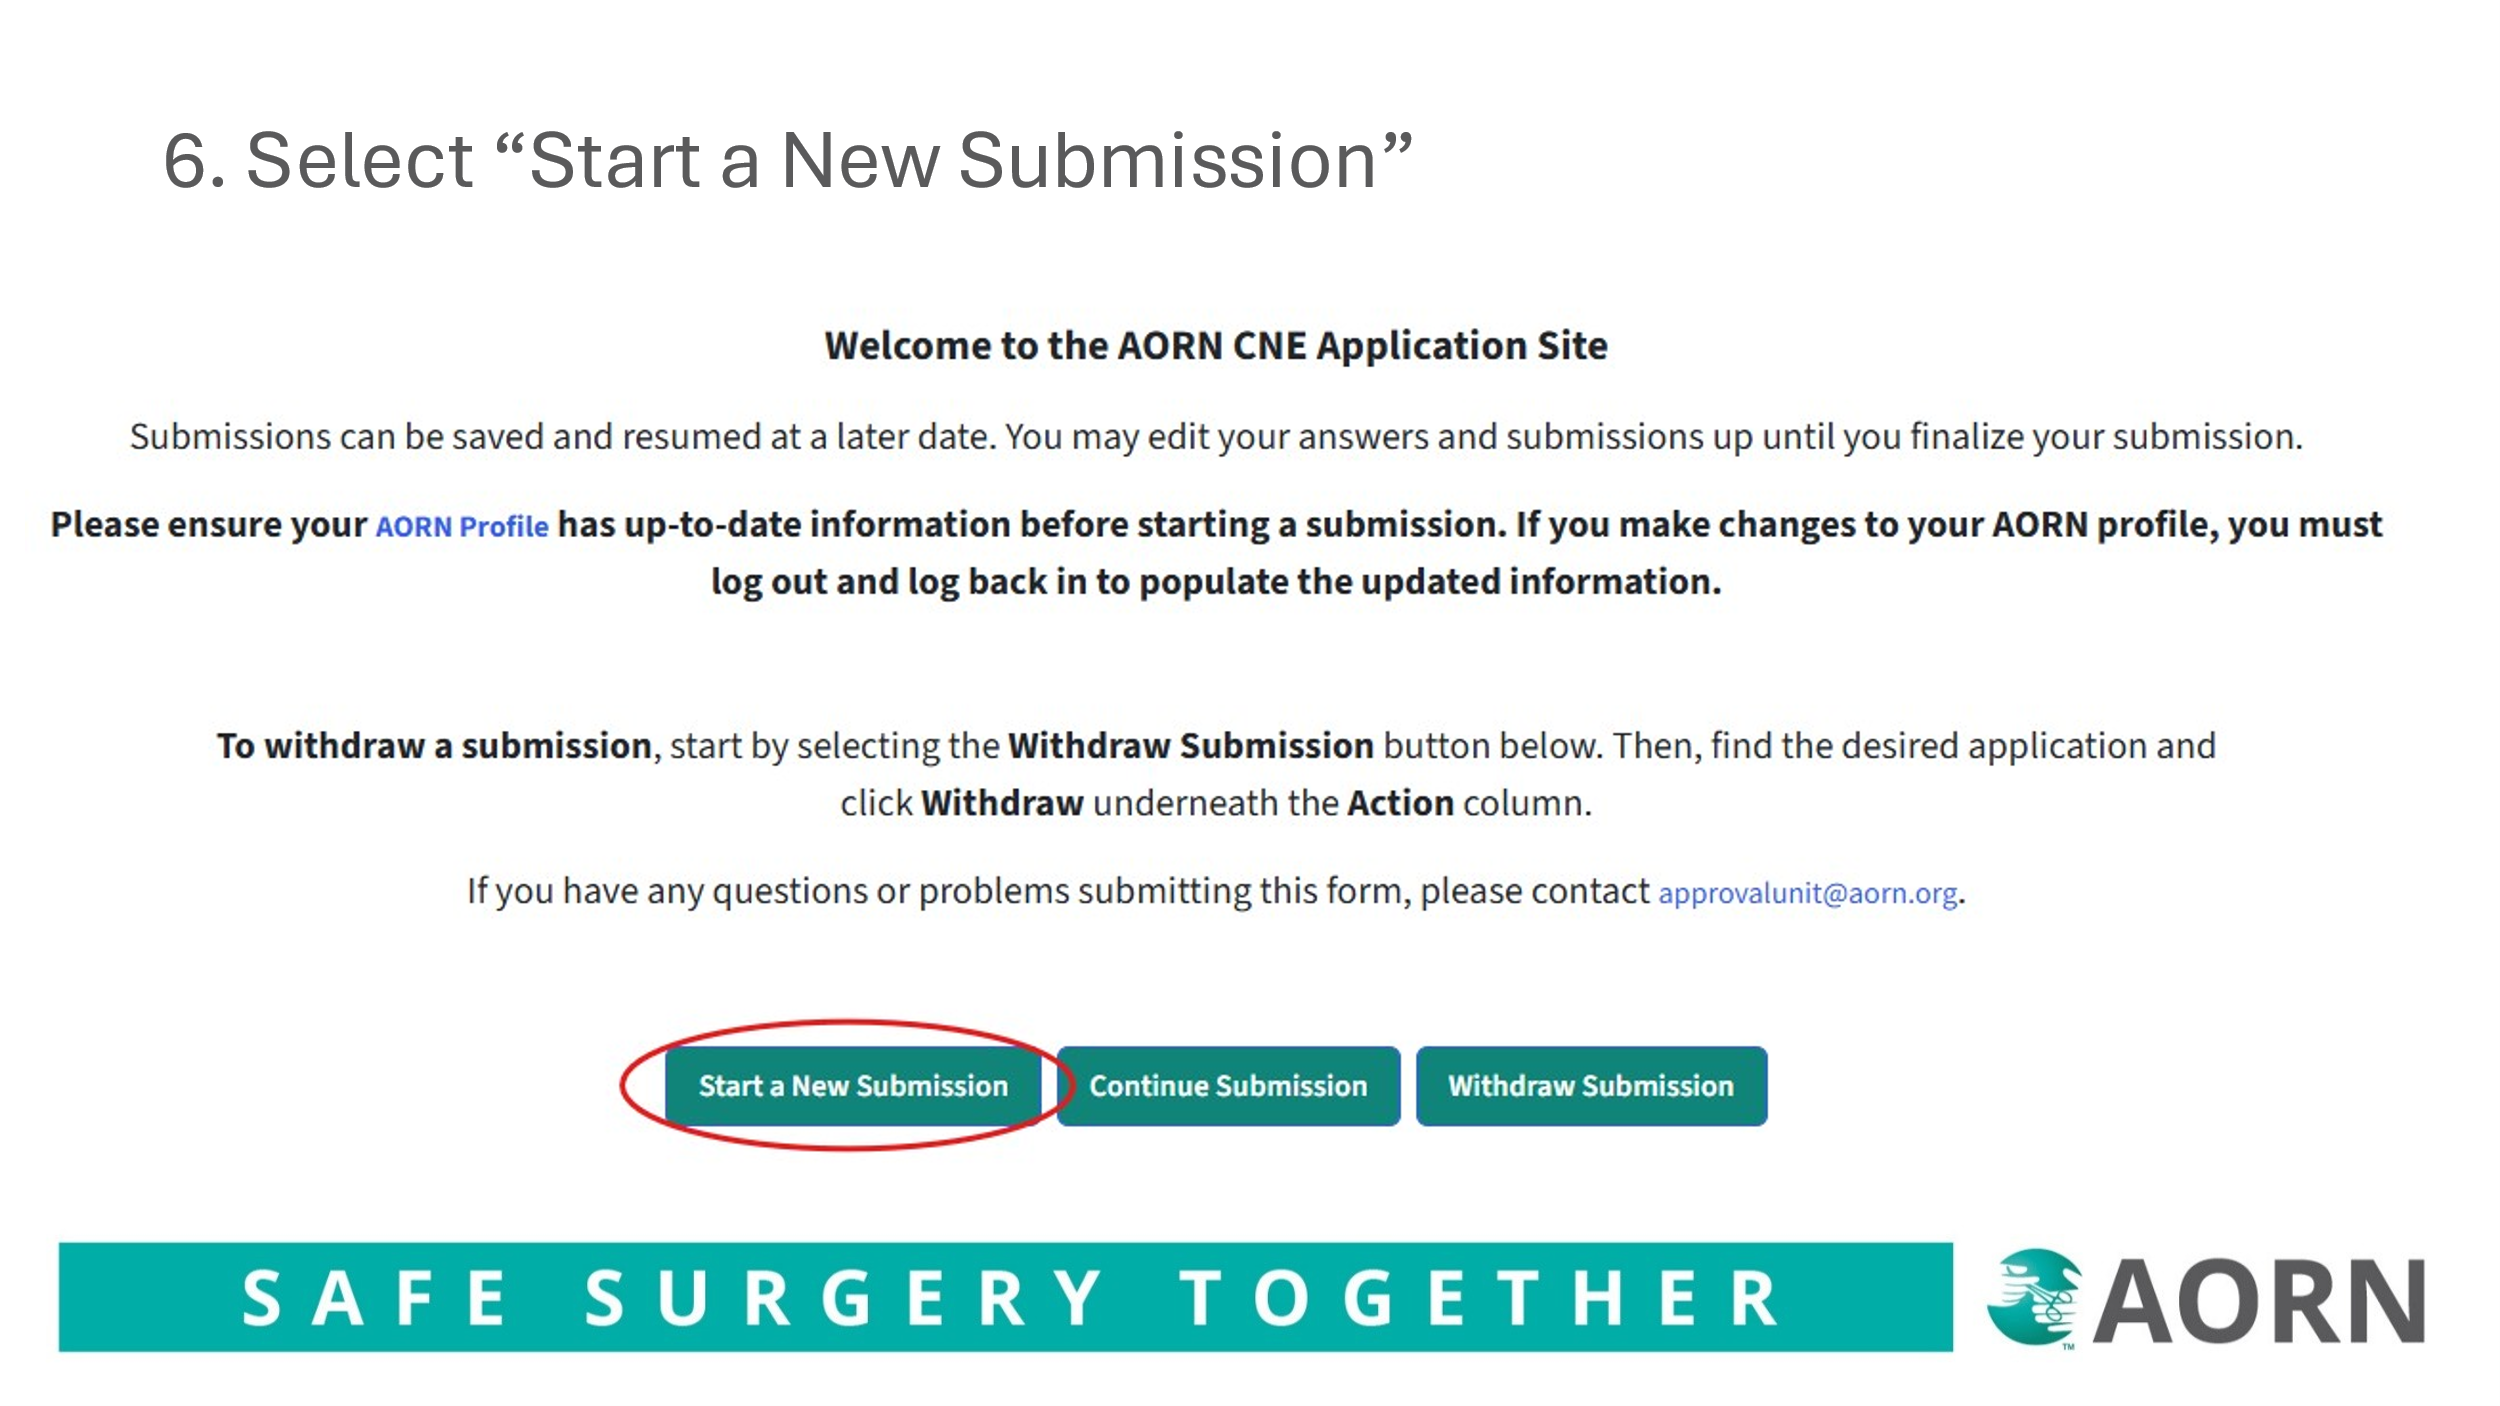 6. Select “Start a New Submission”
Welcome to the AORN CNE Application Site
Submissions can be saved and resumed at a later date. You may edit your answers and submissions up until you finalize your submission.
Please ensure your AORN Profile has up-to-date information before starting a submission. If you make changes to your AORN profile, you must
log out and log back in to populate the updated information.
To withdraw a submission, start by selecting the Withdraw Submission button below. Then, find the desired application and
click Withdraw underneath the Action column.
If you have any questions or problems submitting this form, please contact approvalunit@aorn.org.
Start a New Submission Continue Submission Withdraw Submission
SAFE SURGERY TOGETHER
AORN
TM